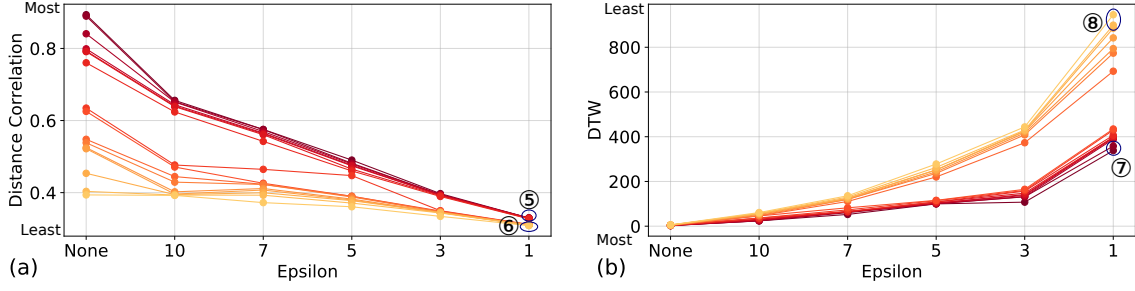 Most
0.8
0.6
0.4
Least
Distance Correlation
⑤
⑥
None 10 7 5 3 1
Epsilon
(a)
Least
800
600
400
200
0
Most
DTW
⑧
⑦
None 10 7 5 3 1
Epsilon
(b)